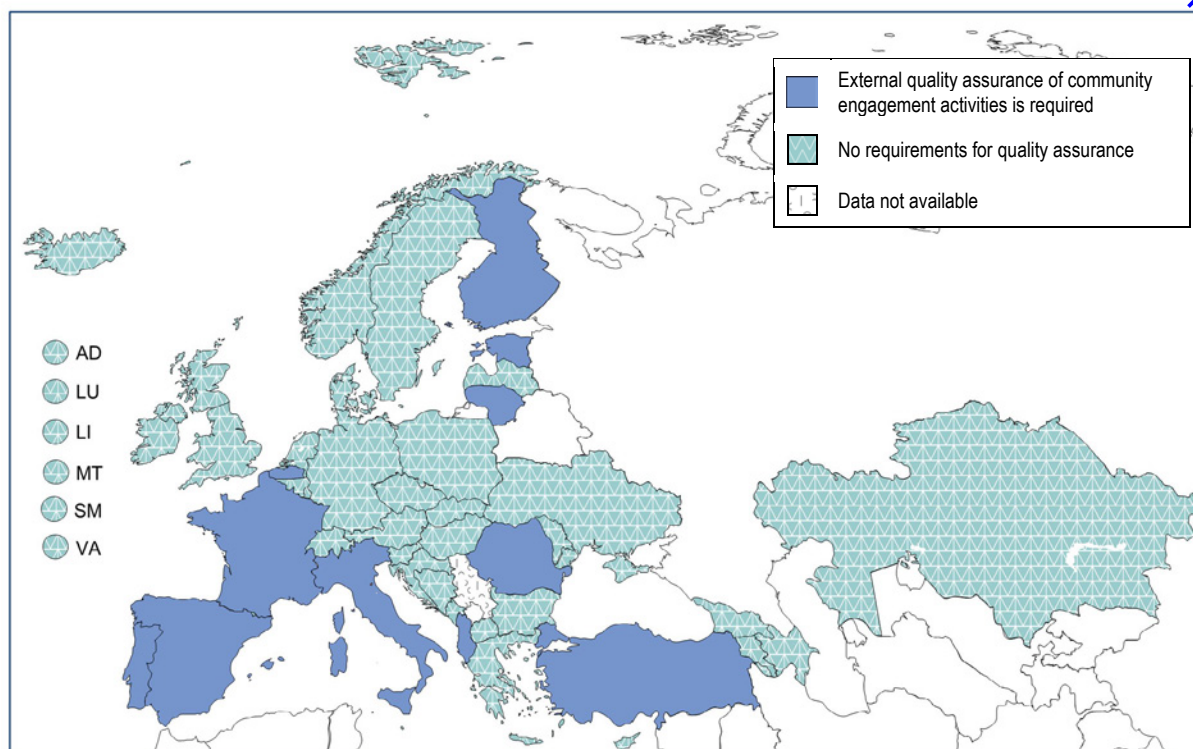 External quality assurance of community
engagement activities is required
No requirements for quality assurance
Data not available
AD
LU
LI
MT
SM
VA